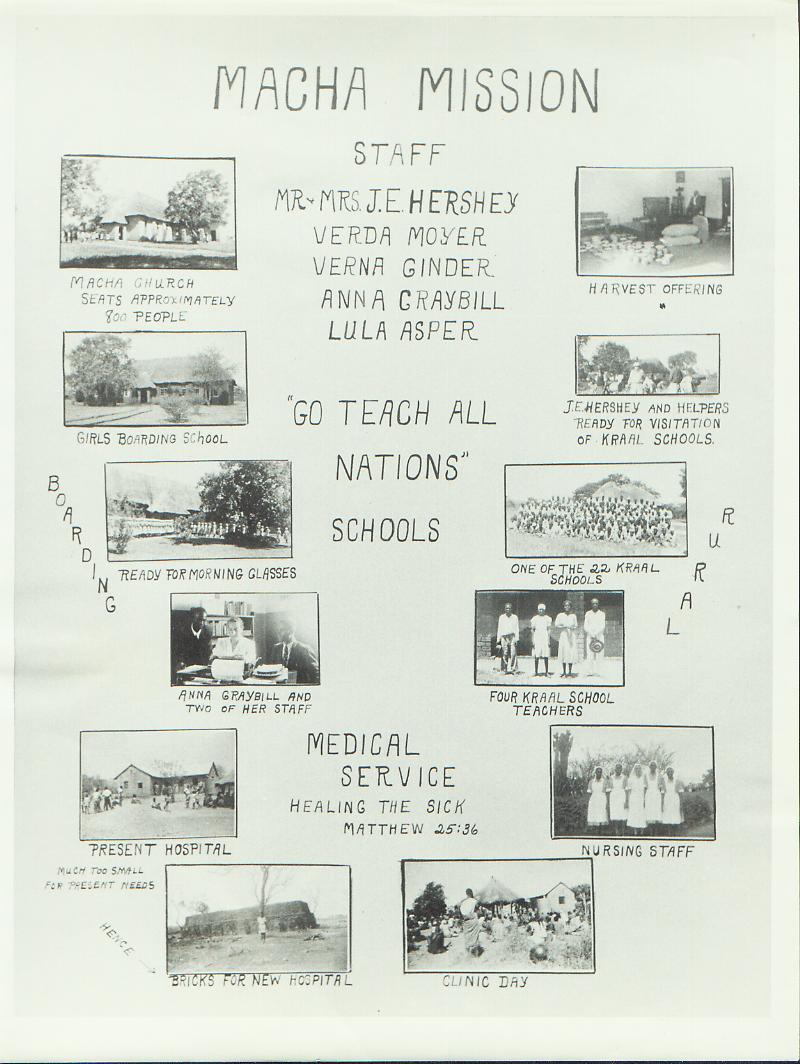 MACHA MISSION
STAFF
MR & MRS. J.E. HERSHEY
VERDA MOYER
VERNA GINDER
ANNA GRAYBILL
LULA ASPER
MACHA CHURCH
SEATS APPROXIMATELY
800 PEOPLE
HARVEST OFFERING
GIRLS BOARDING SCHOOL
J.E. HERSHEY AND HELPERS
READY FOR VISITATION
OF KRAAL SCHOOLS.
"GO TEACH ALL
NATIONS"
SCHOOLS
BOARDING
READY FOR MORNING CLASSES
RURAL
ONE OF THE 22 KRAAL
SCHOOLS
ANNA GRAYBILL AND
TWO OF HER STAFF
FOUR KRAAL SCHOOL
TEACHERS
MEDICAL
SERVICE
HEALING THE SICK
MATTHEW 25:36
PRESENT HOSPITAL
MUCH TOO SMALL
FOR PRESENT NEEDS
NURSING STAFF
HENCE
BRICKS FOR NEW HOSPITAL
CLINIC DAY